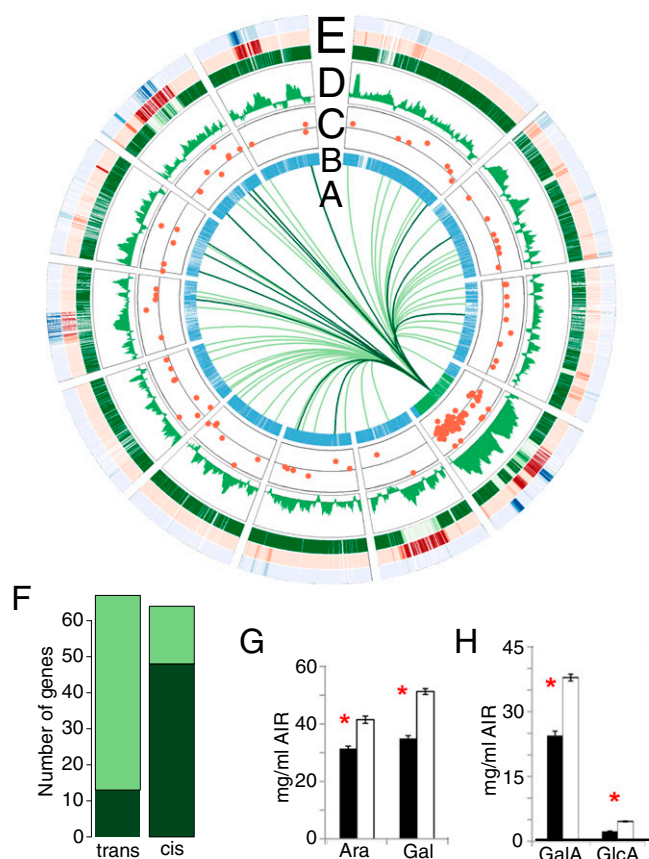 E
D
C
B
A
F
Number of genes
60
50
40
30
20
10
0
trans cis
G
mg/ml AIR
60
40
20
0
*
*
Ara Gal
H
mg/ml AIR
45
30
15
0
*
*
GalA GlcA